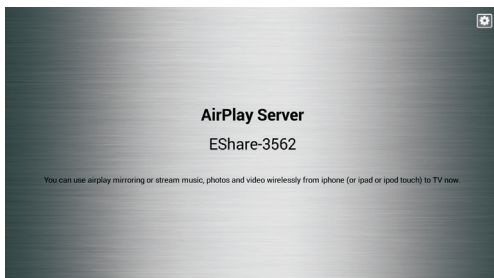 AirPlay Server
EShare-3562
You can use airplay mirroring or stream music, photos and video wirelessly from iphone (or ipad or ipod touch) to TV now.